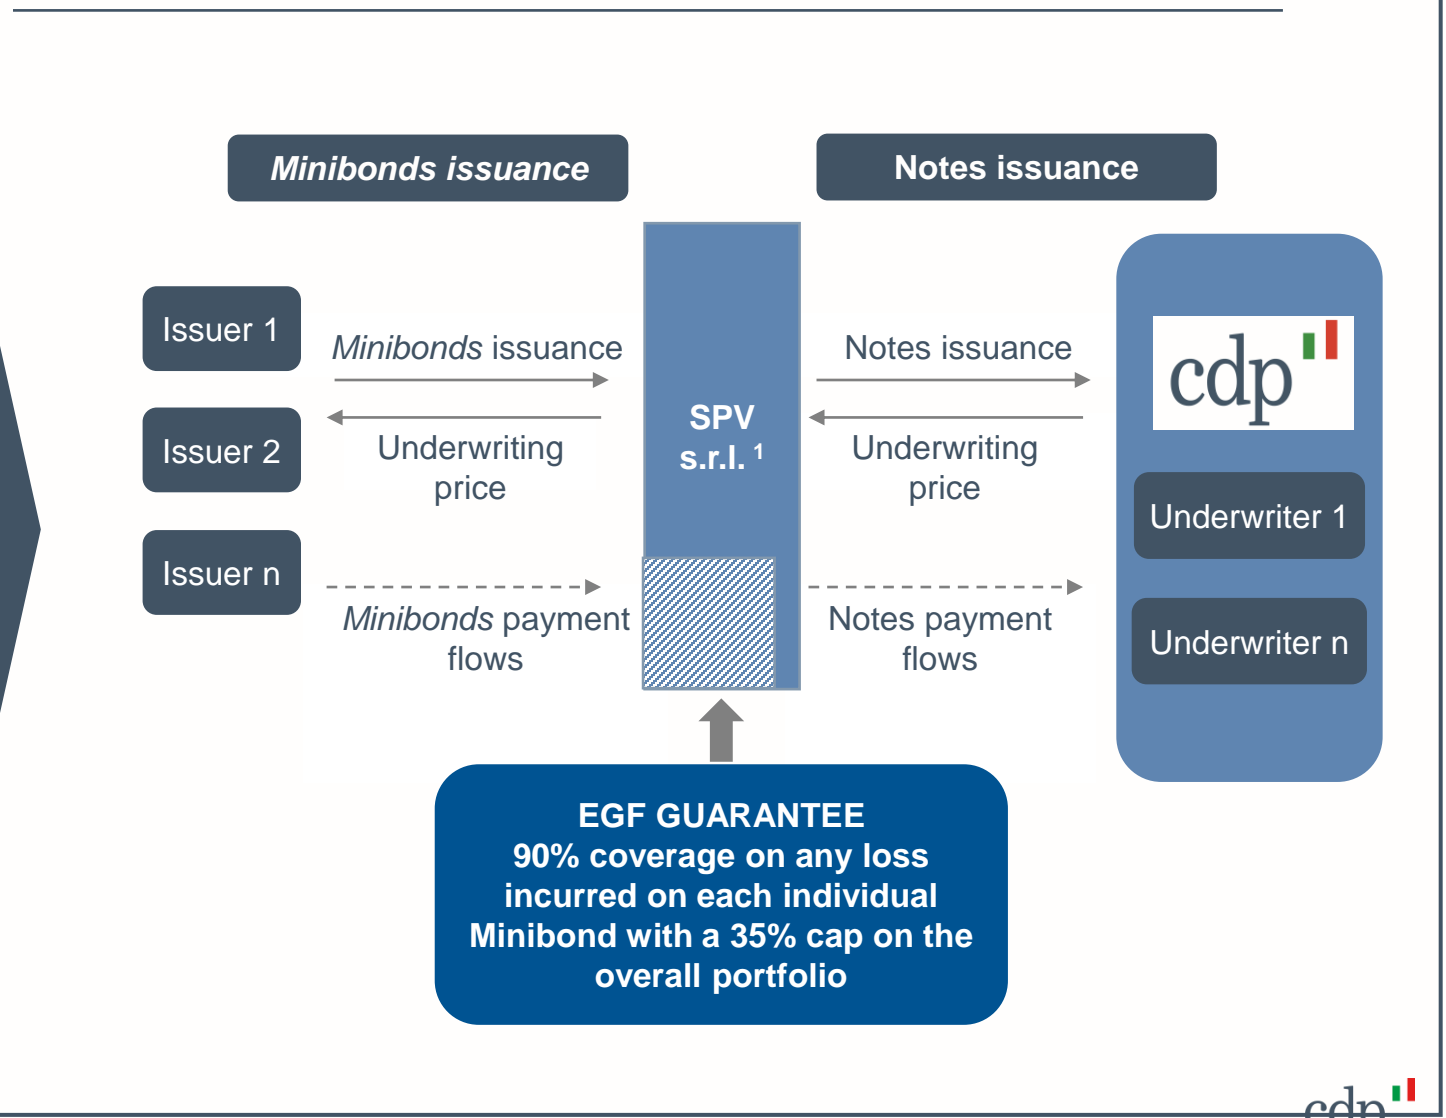 Minibonds issuance
Notes issuance
Issuer 1
Issuer 2
Issuer n
Minibonds issuance
Underwriting
price
Minibonds payment
flows
SPV
s.r.l. 1
Notes issuance
Underwriting
price
Notes payment
flows
cdp
Underwriter 1
Underwriter n
EGF GUARANTEE
90% coverage on any loss
incurred on each individual
Minibond with a 35% cap on the
overall portfolio
cdp